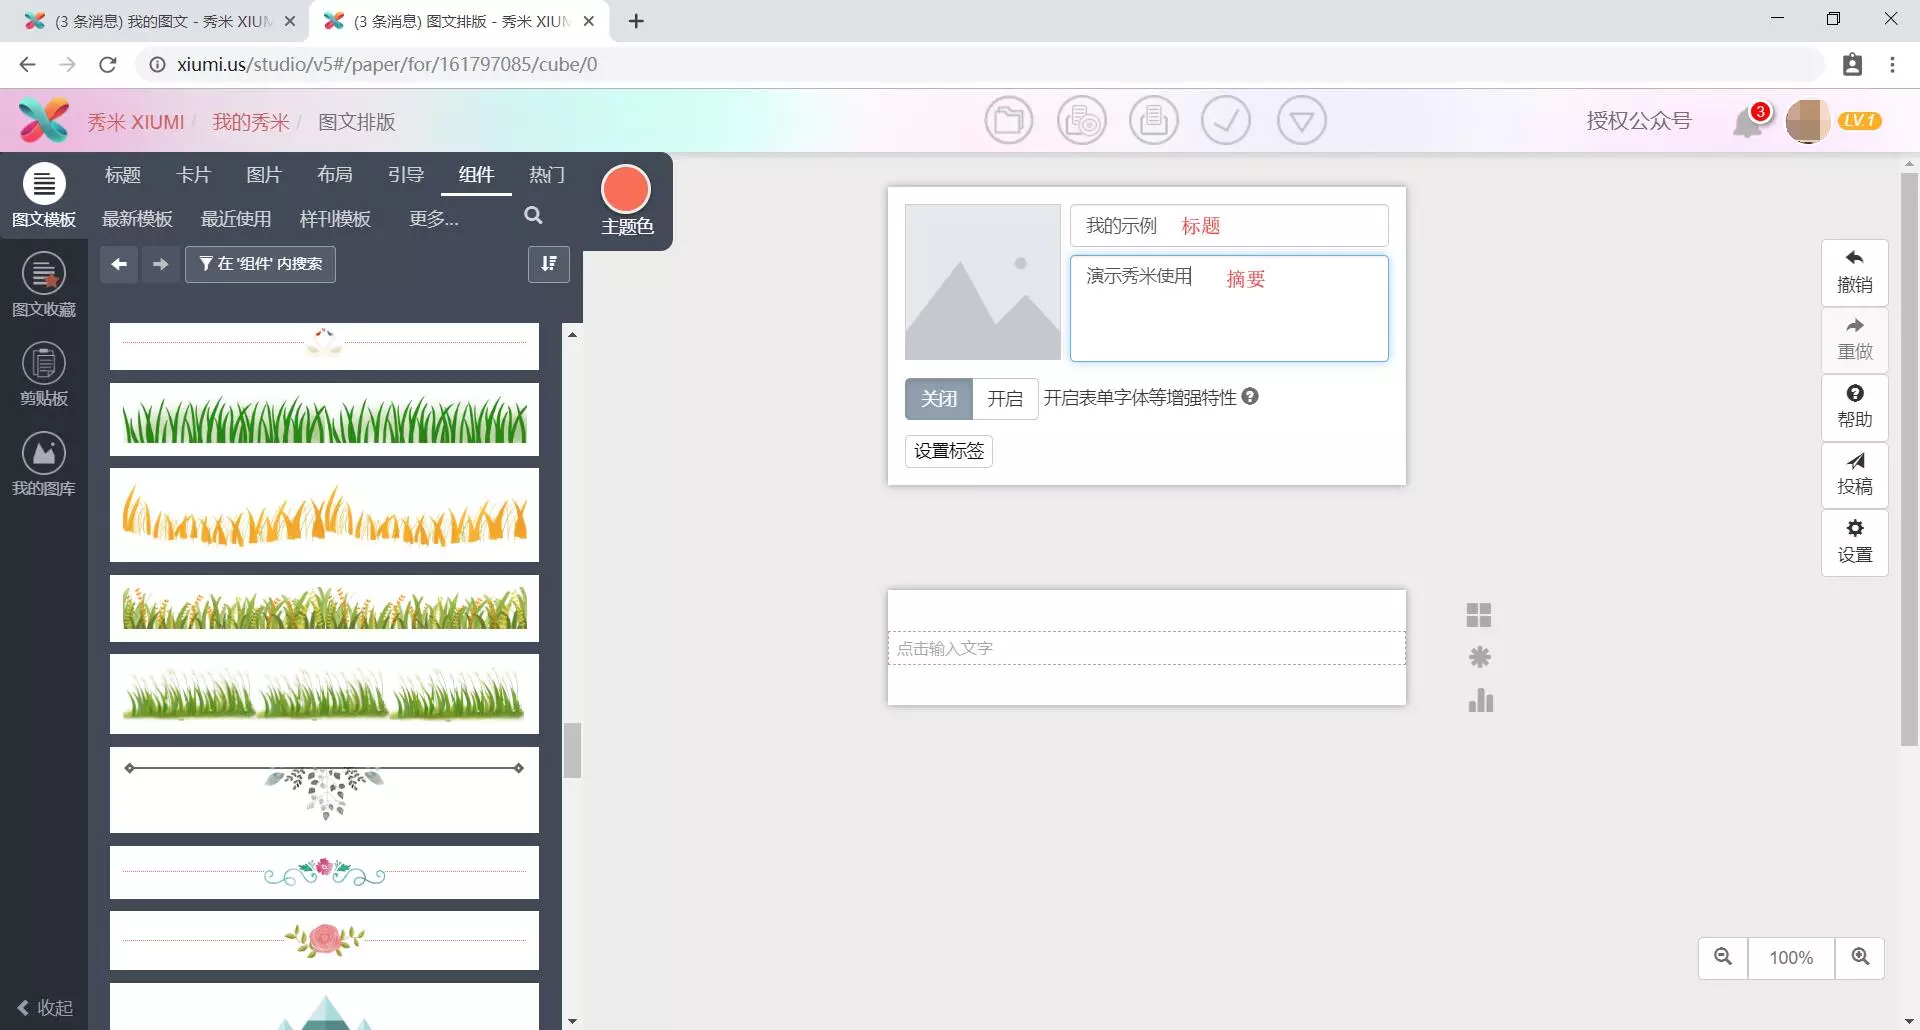 (3 条消息) 我的图文 - 秀米 XIUM
(3 条消息) 图文排版 - 秀米 XIUM
xiumi.us/studio/v5#/paper/for/161797085/cube/0
秀米 XIUMI / 我的秀米 / 图文排版
授权公众号
3
LV.1
图文模板
图文收藏
剪贴板
我的图库
收起
标题 卡片 图片 布局 引导 组件 热门
最新模板 最近使用 样刊模板 更多...
主题色
在 '组件' 内搜索
我的示例 标题
演示秀米使用 摘要
关闭 开启 开启表单字体等增强特性
设置标签
点击输入文字
撤销
重做
帮助
投稿
设置
100%